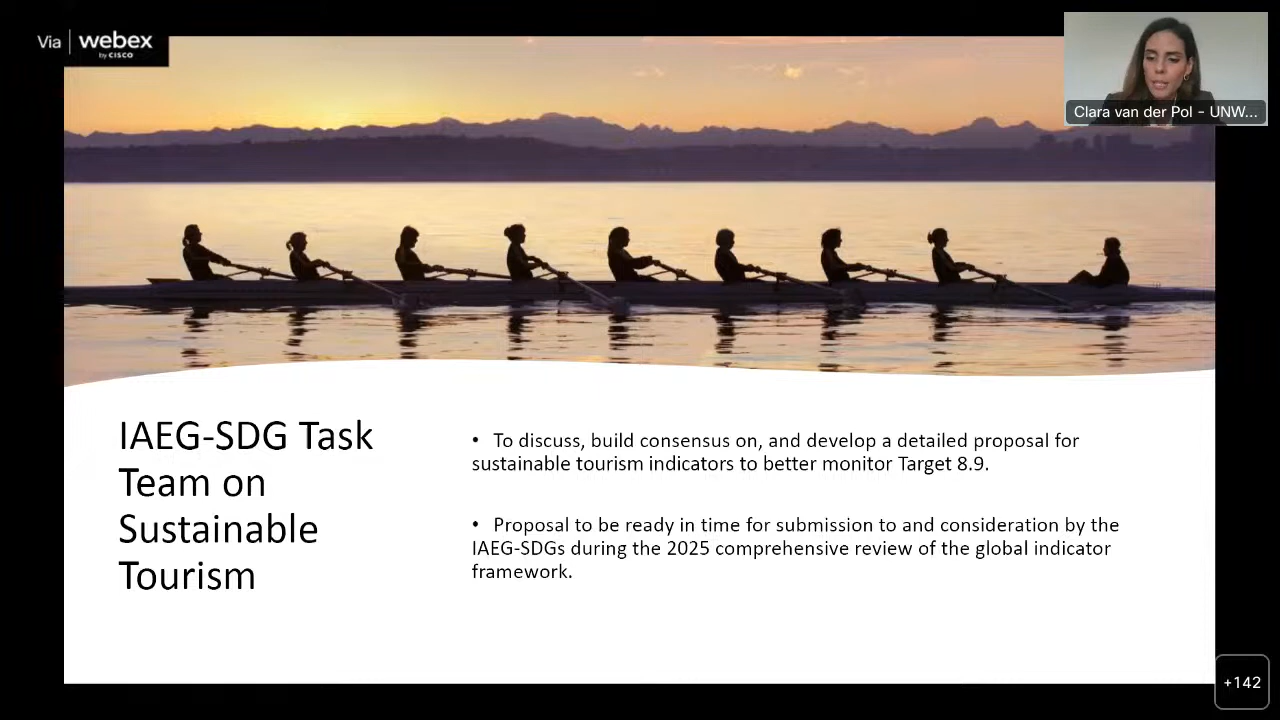 Via webex
by CISCO
Clara van der Pol - UNW...
IAEG-SDG Task
Team on
Sustainable
Tourism
• To discuss, build consensus on, and develop a detailed proposal for
sustainable tourism indicators to better monitor Target 8.9.
• Proposal to be ready in time for submission to and consideration by the
IAEG-SDGs during the 2025 comprehensive review of the global indicator
framework.
+142